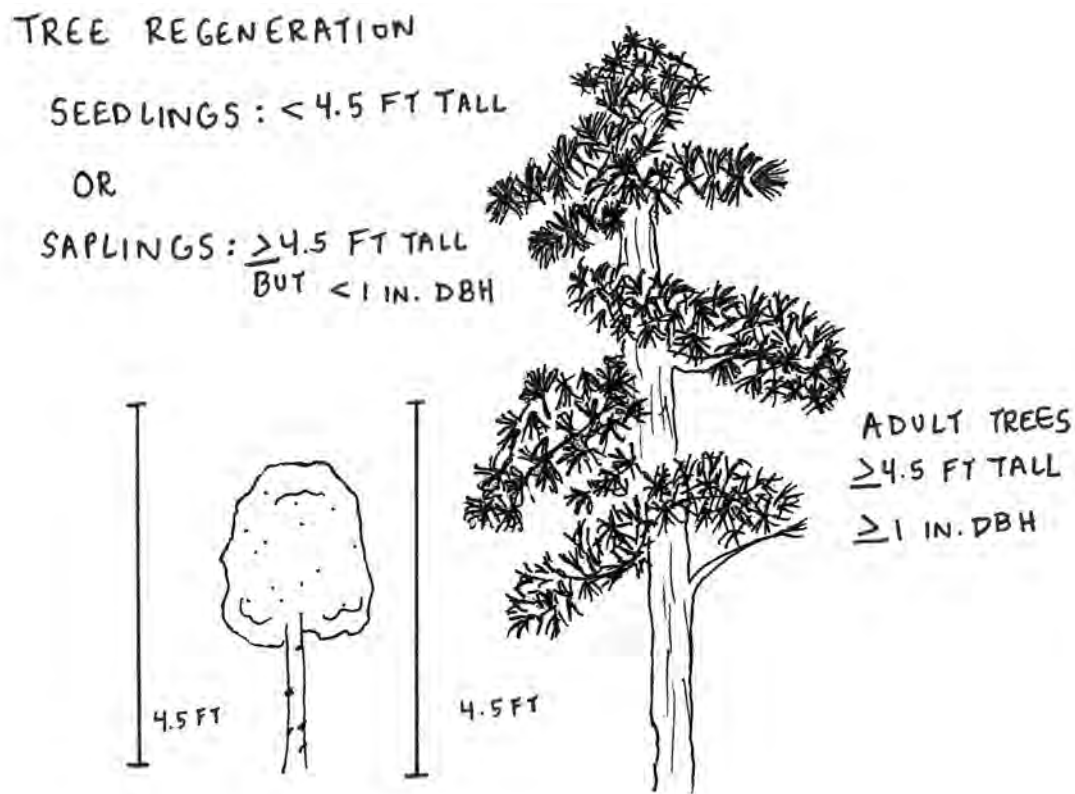 TREE REGENERATION
SEEDLINGS: < 4.5 FT TALL
OR
SAPLINGS: ≥4.5 FT TALL
BUT < 1 IN. DBH
ADULT TREES
≥4.5 FT TALL
≥1 IN. DBH
4.5 FT
4.5 FT